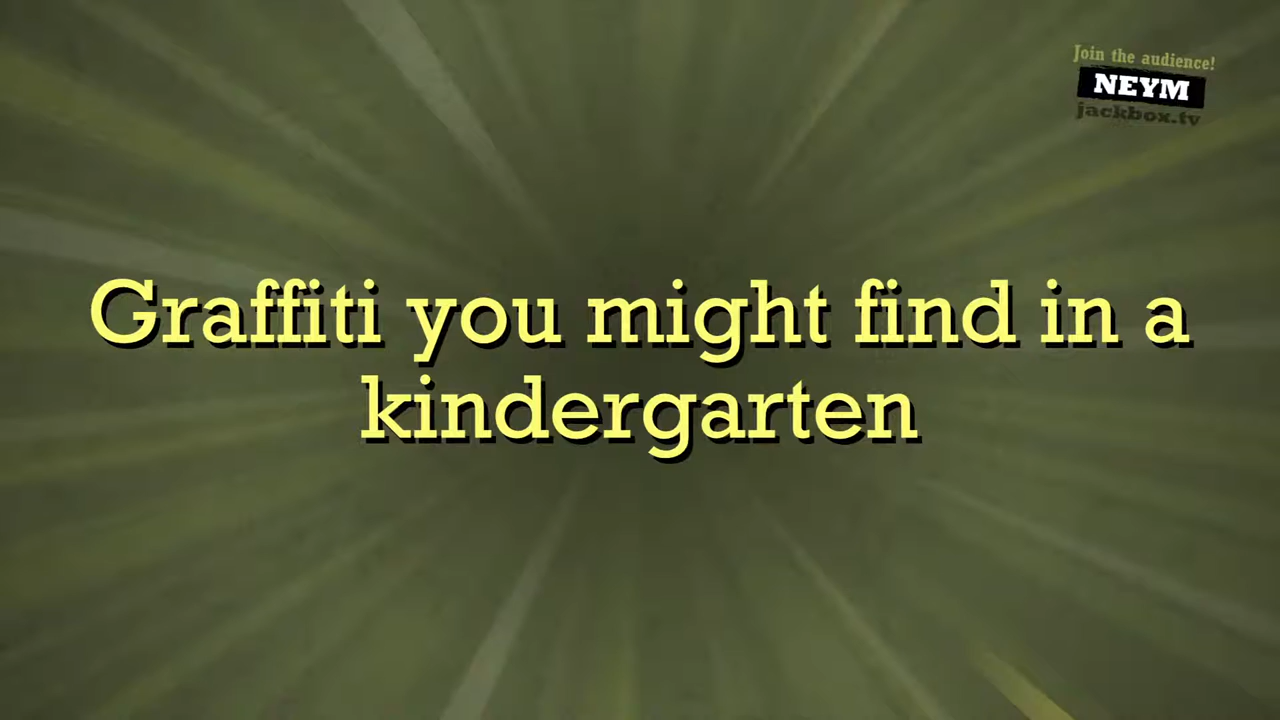 Join the audience!
NEYM
jackbox.tv
Graffiti you might find in a
kindergarten